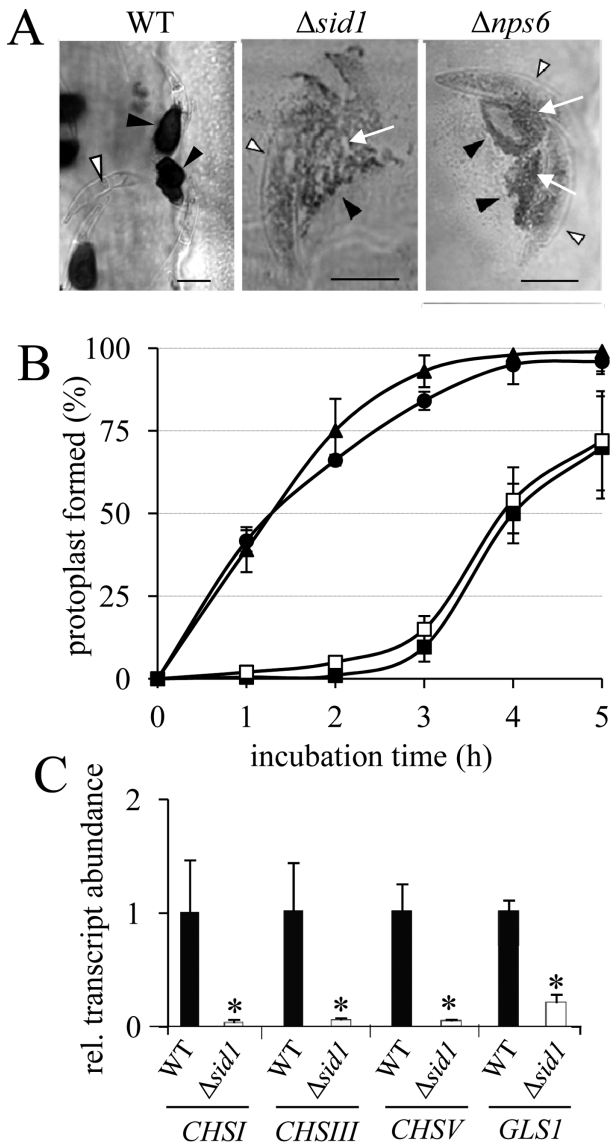 A
WT
Δsid1
Δnps6
B
protoplast formed (%)
100
75
50
25
0
0 1 2 3 4 5
incubation time (h)
C
rel. transcript abundance
2
1
0
* * * *
WT Δsid1 WT Δsid1 WT Δsid1 WT Δsid1
CHSI CHSIII CHSV GLS1